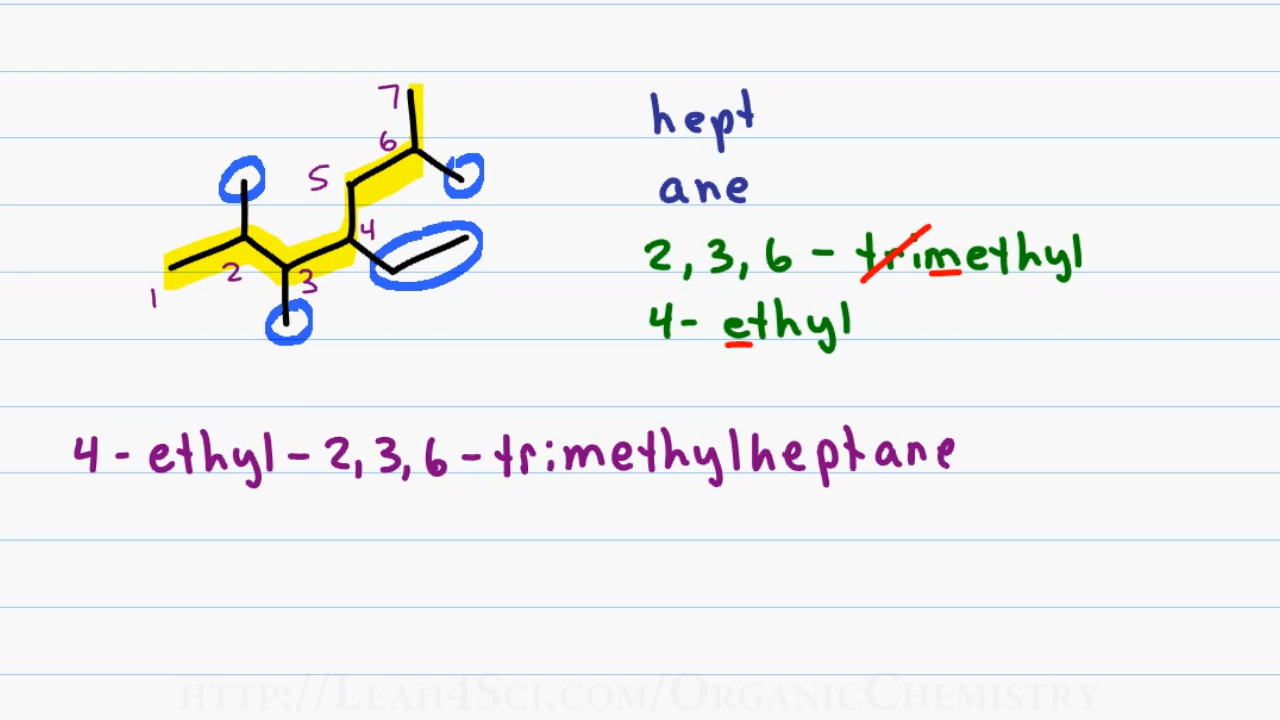 7
6
5
4
2
3
1
hept
ane
2, 3, 6 - trimethyl
4- ethyl
4 - ethyl - 2, 3, 6 - trimethylheptane
http://Leah4Sci.com/OrganicChemistry